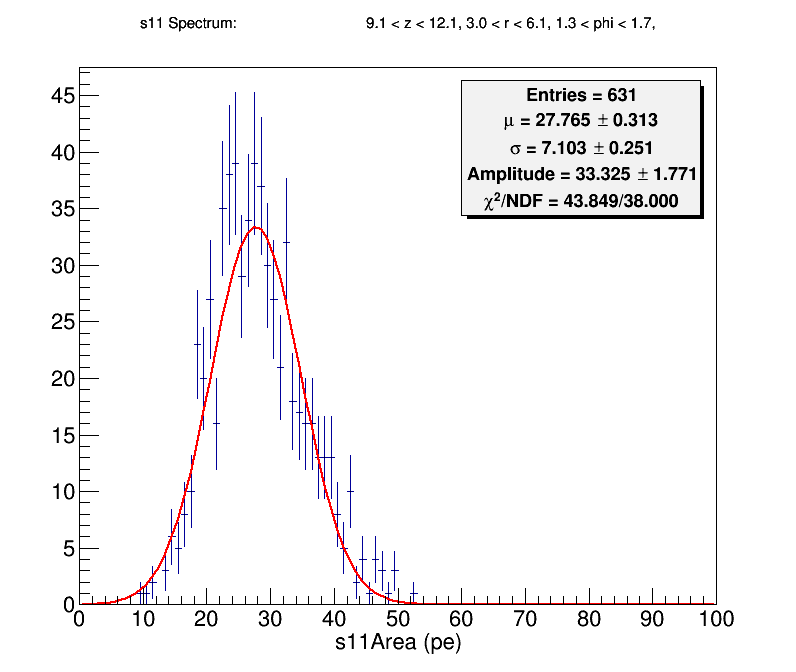 s11 Spectrum: 9.1 < z < 12.1, 3.0 < r < 6.1, 1.3 < phi < 1.7,
Entries = 631
μ = 27.765 ± 0.313
σ = 7.103 ± 0.251
Amplitude = 33.325 ± 1.771
χ²/NDF = 43.849/38.000
45
40
35
30
25
20
15
10
5
0
0 10 20 30 40 50 60 70 80 90 100
s11Area (pe)